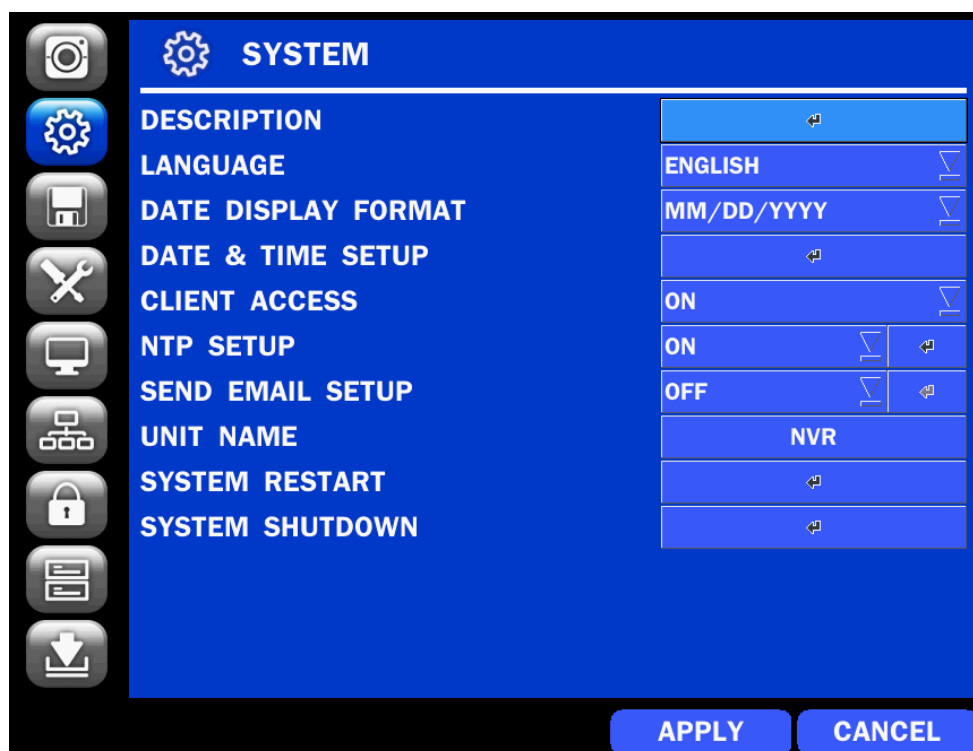 SYSTEM
DESCRIPTION
LANGUAGE ENGLISH
DATE DISPLAY FORMAT MM/DD/YYYY
DATE & TIME SETUP
CLIENT ACCESS ON
NTP SETUP ON
SEND EMAIL SETUP OFF
UNIT NAME NVR
SYSTEM RESTART
SYSTEM SHUTDOWN
APPLY CANCEL